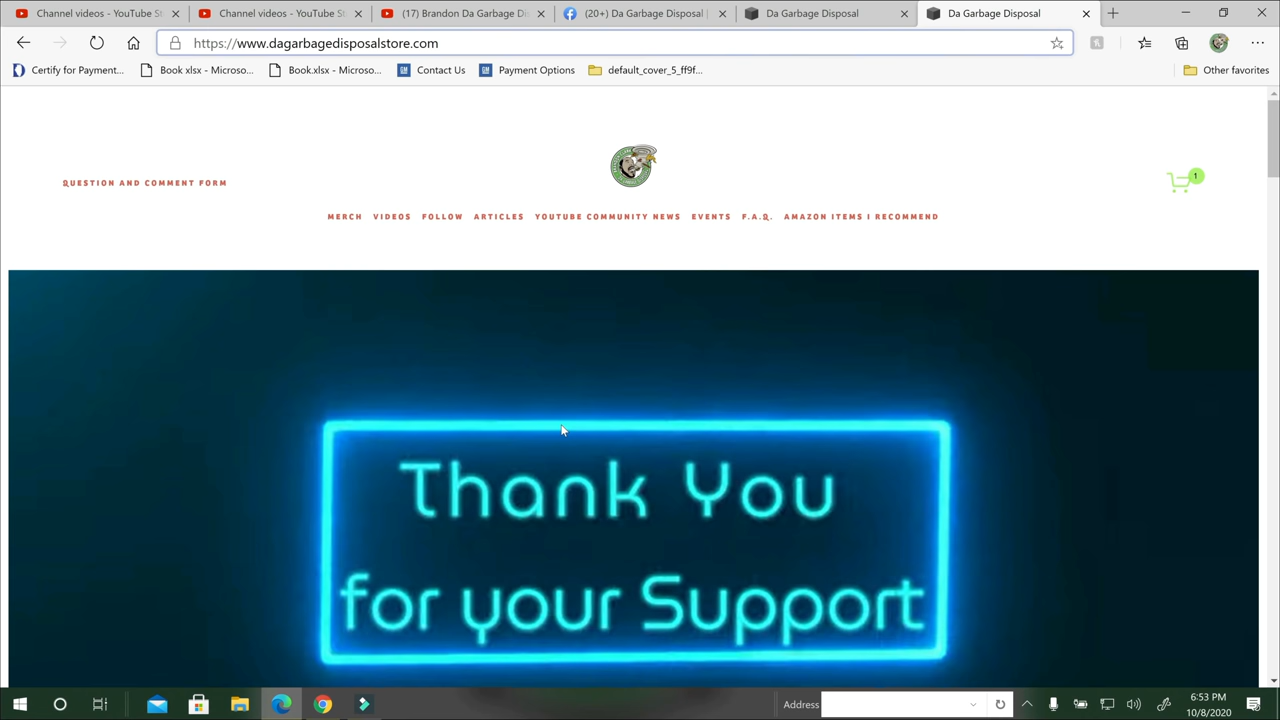 Channel videos - YouTube St
Channel videos - YouTube St
(17) Brandon Da Garbage Di
(20+) Da Garbage Disposal |
Da Garbage Disposal
Da Garbage Disposal
https://www.dagarbagedisposalstore.com
Certify for Payment...
Book xlsx - Microso...
Book.xlsx - Microso...
Contact Us
Payment Options
default_cover_5_ff9f...
Other favorites
QUESTION AND COMMENT FORM
1
MERCH VIDEOS FOLLOW ARTICLES YOUTUBE COMMUNITY NEWS EVENTS F.A.Q. AMAZON ITEMS I RECOMMEND
Thank You
for your Support
Address
6:53 PM
10/8/2020